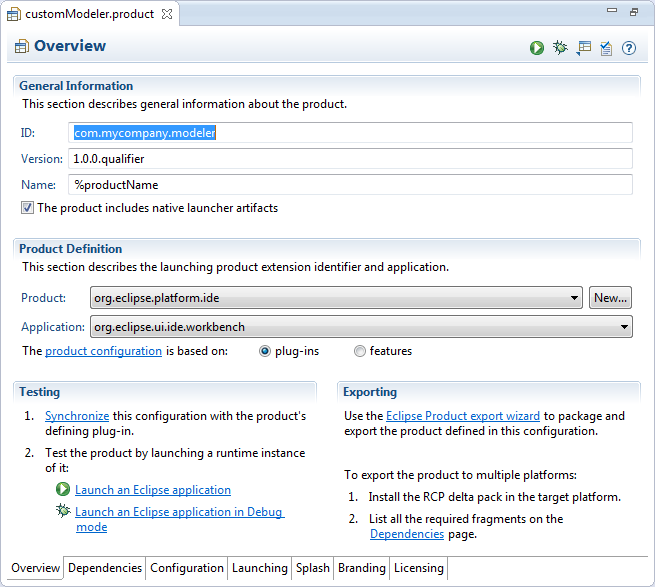 customModeler.product
Overview
General Information
This section describes general information about the product.
ID: com.mycompany.modeler
Version: 1.0.0.qualifier
Name: %productName
The product includes native launcher artifacts
Product Definition
This section describes the launching product extension identifier and application.
Product: org.eclipse.platform.ide New...
Application: org.eclipse.ui.ide.workbench
The product configuration is based on: plug-ins features
Testing
1. Synchronize this configuration with the product's
defining plug-in.
2. Test the product by launching a runtime instance
of it:
Launch an Eclipse application
Launch an Eclipse application in Debug
mode
Exporting
Use the Eclipse Product export wizard to package and
export the product defined in this configuration.
To export the product to multiple platforms:
1. Install the RCP delta pack in the target platform.
2. List all the required fragments on the
Dependencies page.
Overview Dependencies Configuration Launching Splash Branding Licensing